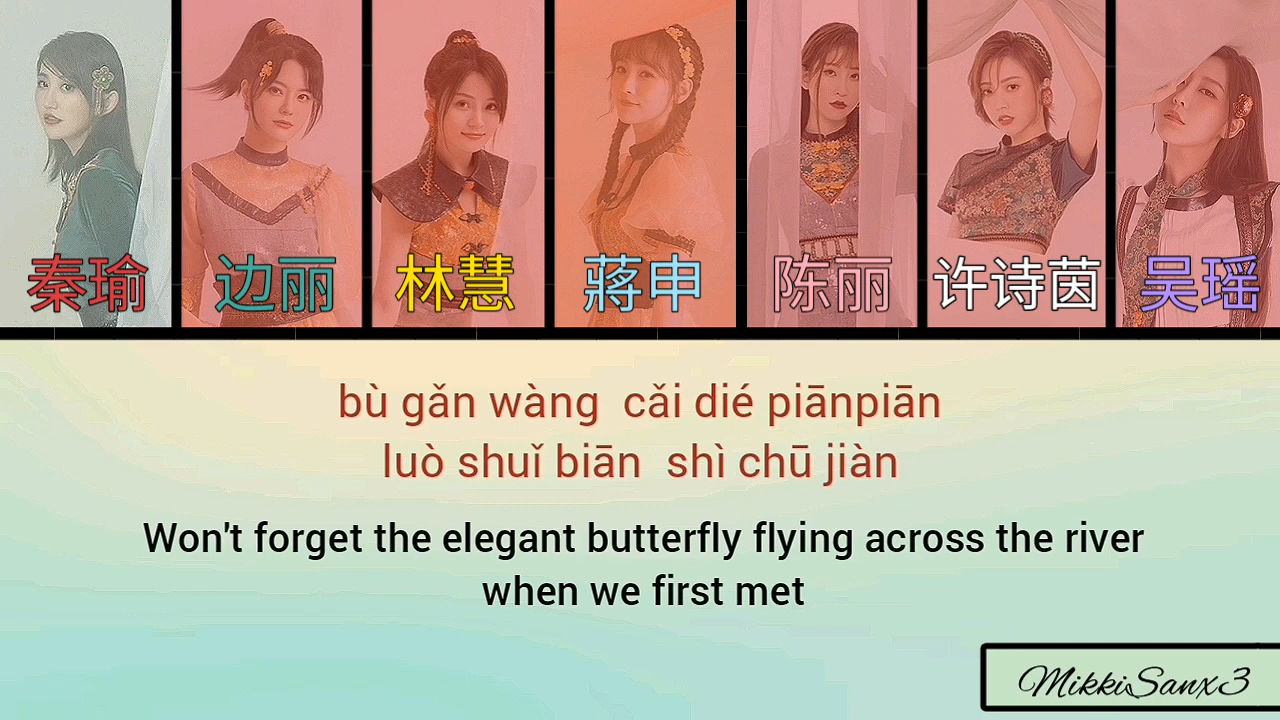 秦瑜 边丽 林慧 蔣申 陈丽 许诗茵 吴瑶
bù gǎn wàng cǎi dié piānpiān
luò shuǐ biān shì chū jiàn
Won't forget the elegant butterfly flying across the river
when we first met
MikkiSanx3